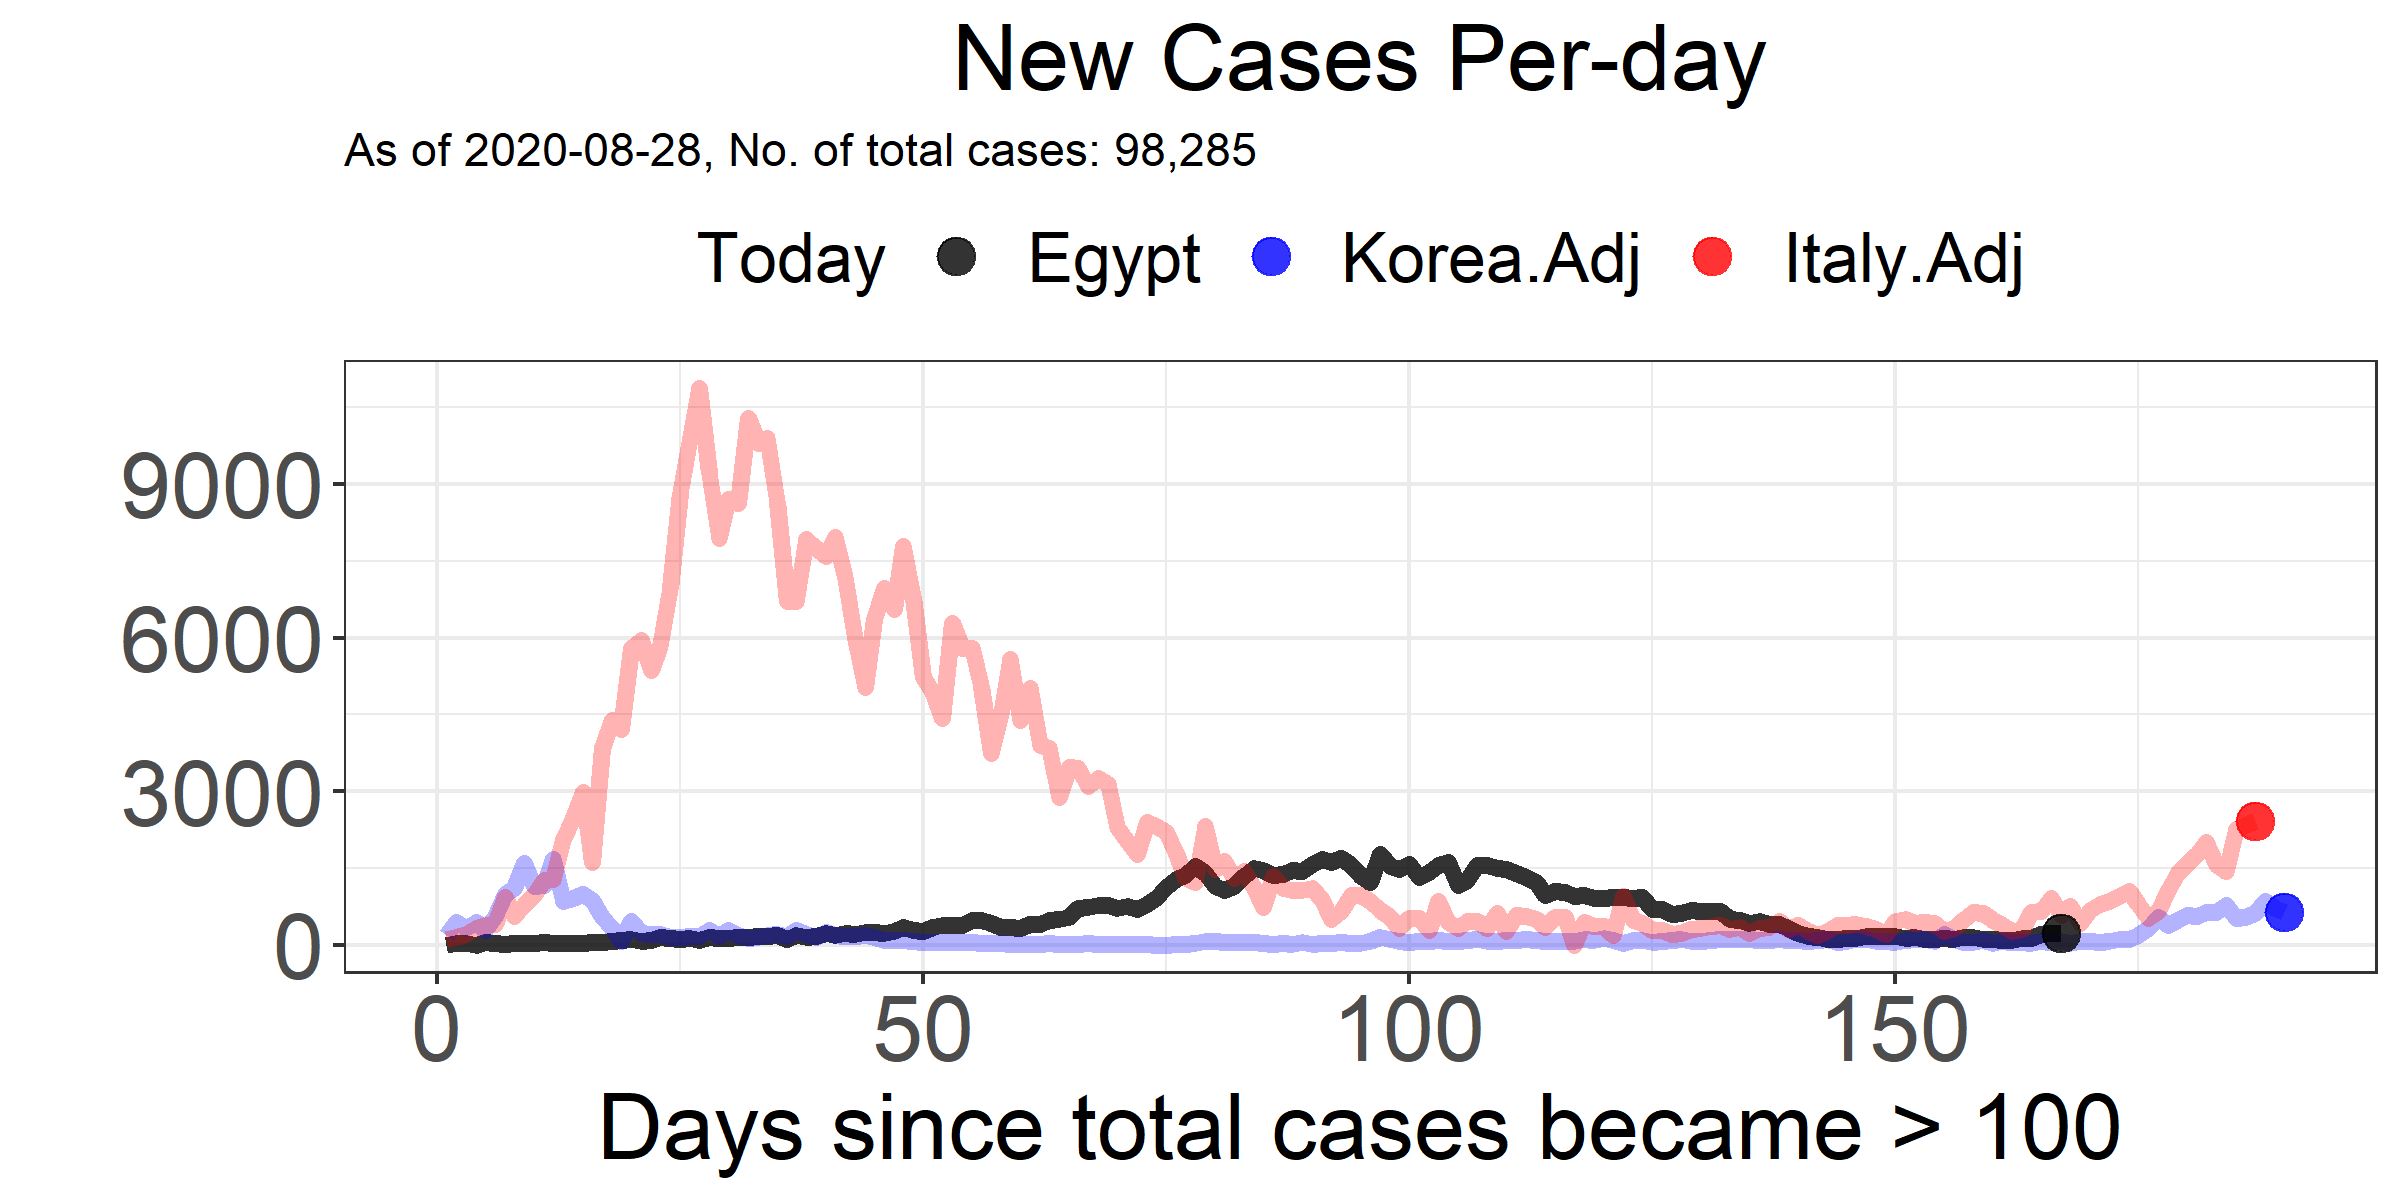 New Cases Per-day
As of 2020-08-28, No. of total cases: 98,285
Today Egypt Korea.Adj Italy.Adj
9000
6000
3000
0
0 50 100 150
Days since total cases became > 100